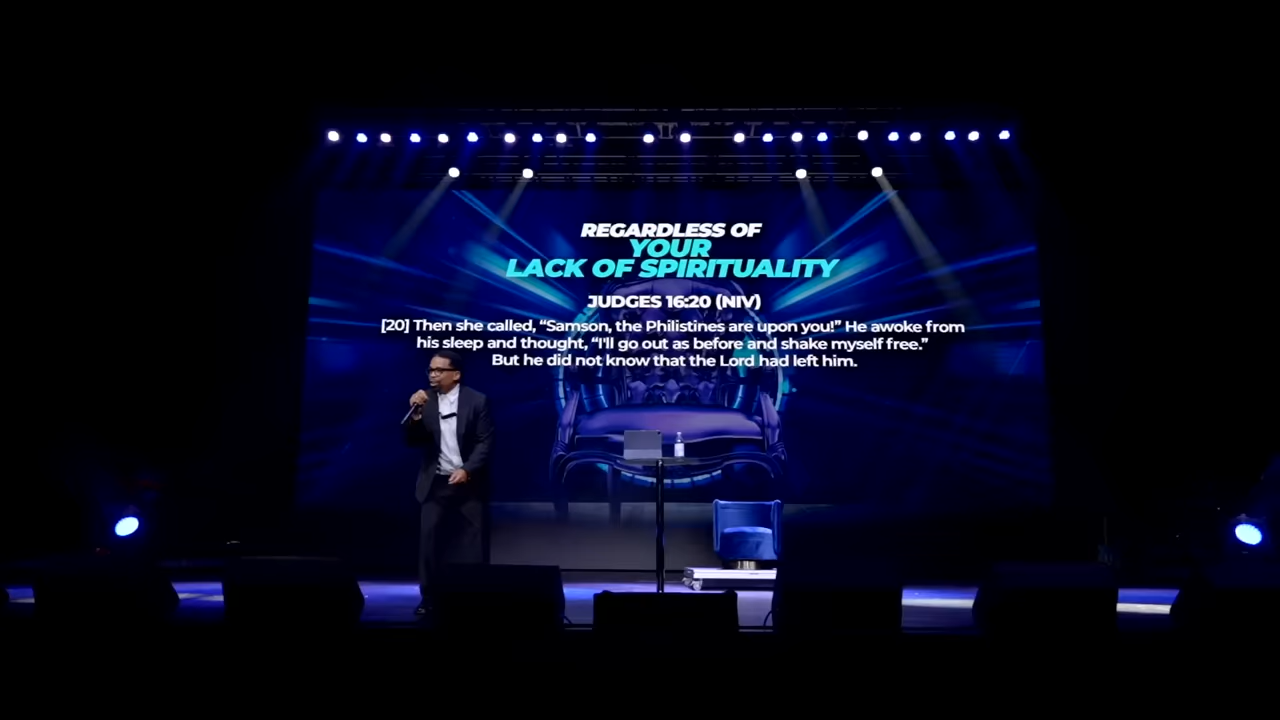 REGARDLESS OF
YOUR
LACK OF SPIRITUALITY
JUDGES 16:20 (NIV)
[20] Then she called, “Samson, the Philistines are upon you!” He awoke from
his sleep and thought, “I'll go out as before and shake myself free.”
But he did not know that the Lord had left him.